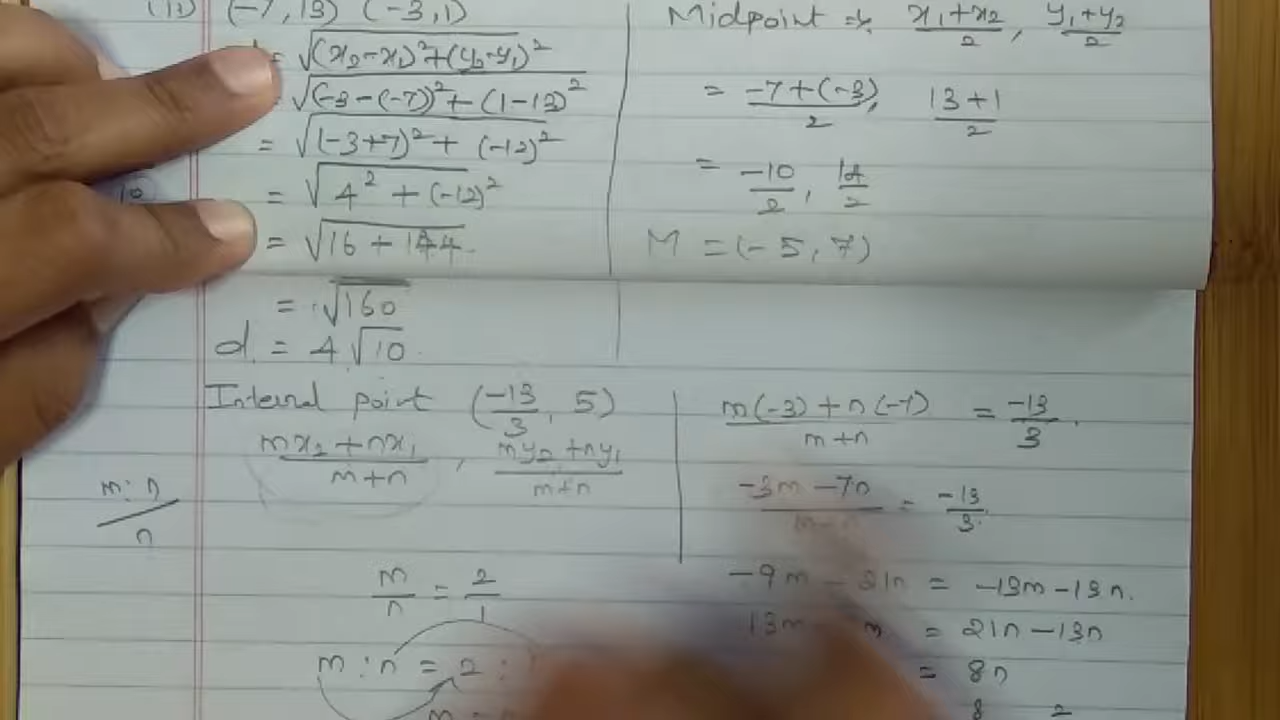 (ii) (-7, 13) (-3, 1)
= √(x₂-x₁)²+(y₂-y₁)²
√(-3-(-7))²+(1-13)²
= √(-3+7)²+ (-12)²
= √4² + (-12)²
= √16 + 144
= √160
d = 4√10
Midpoint ⇒ x₁+x₂/2, y₁+y₂/2
= -7+(-3)/2, 13+1/2
= -10/2, 14/2
M = (-5, 7)
Internal point (-13/3, 5)
mx₂+nx₁/m+n, my₂+ny₁/m+n
m:n/n
m/n = 2/1
m:n = 2:
m(-3)+n(-7)/m+n = -13/3
-3m-7n/m+n = -13/3
-9m-21n = -13m-13n
13m = 21n-13n
= 8n
8 2